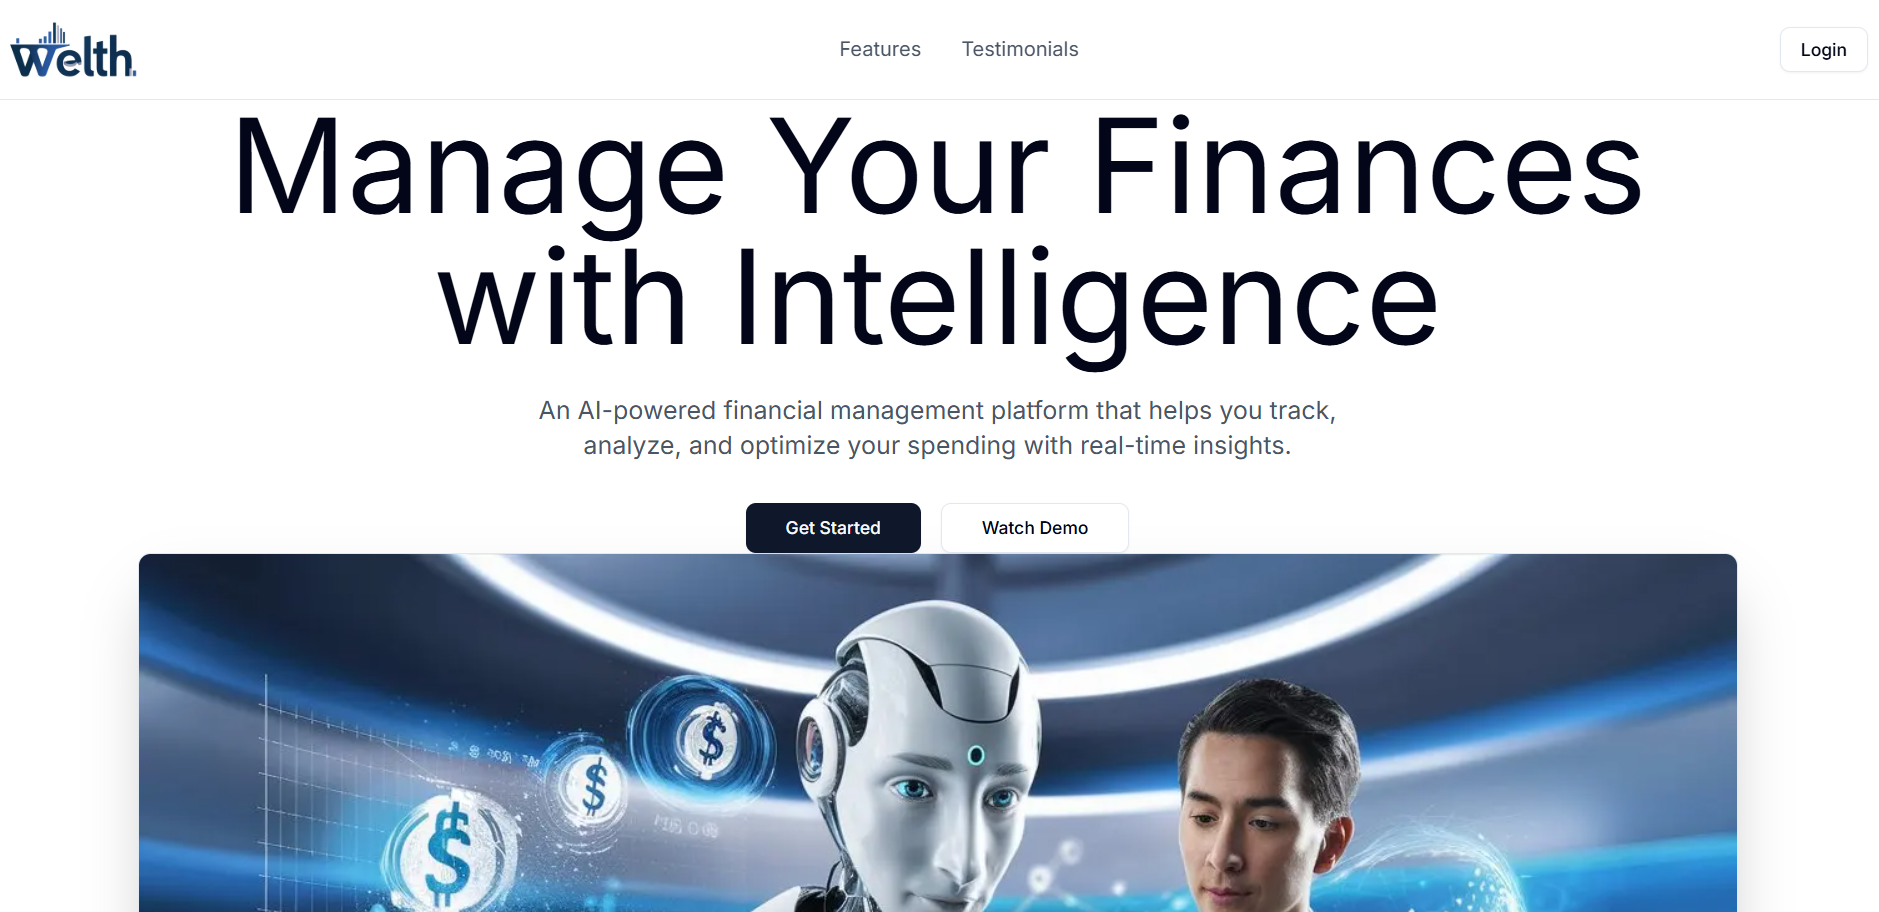 welth.
Features
Testimonials
Login
Manage Your Finances
with Intelligence
An AI-powered financial management platform that helps you track,
analyze, and optimize your spending with real-time insights.
Get Started
Watch Demo
$
$
$